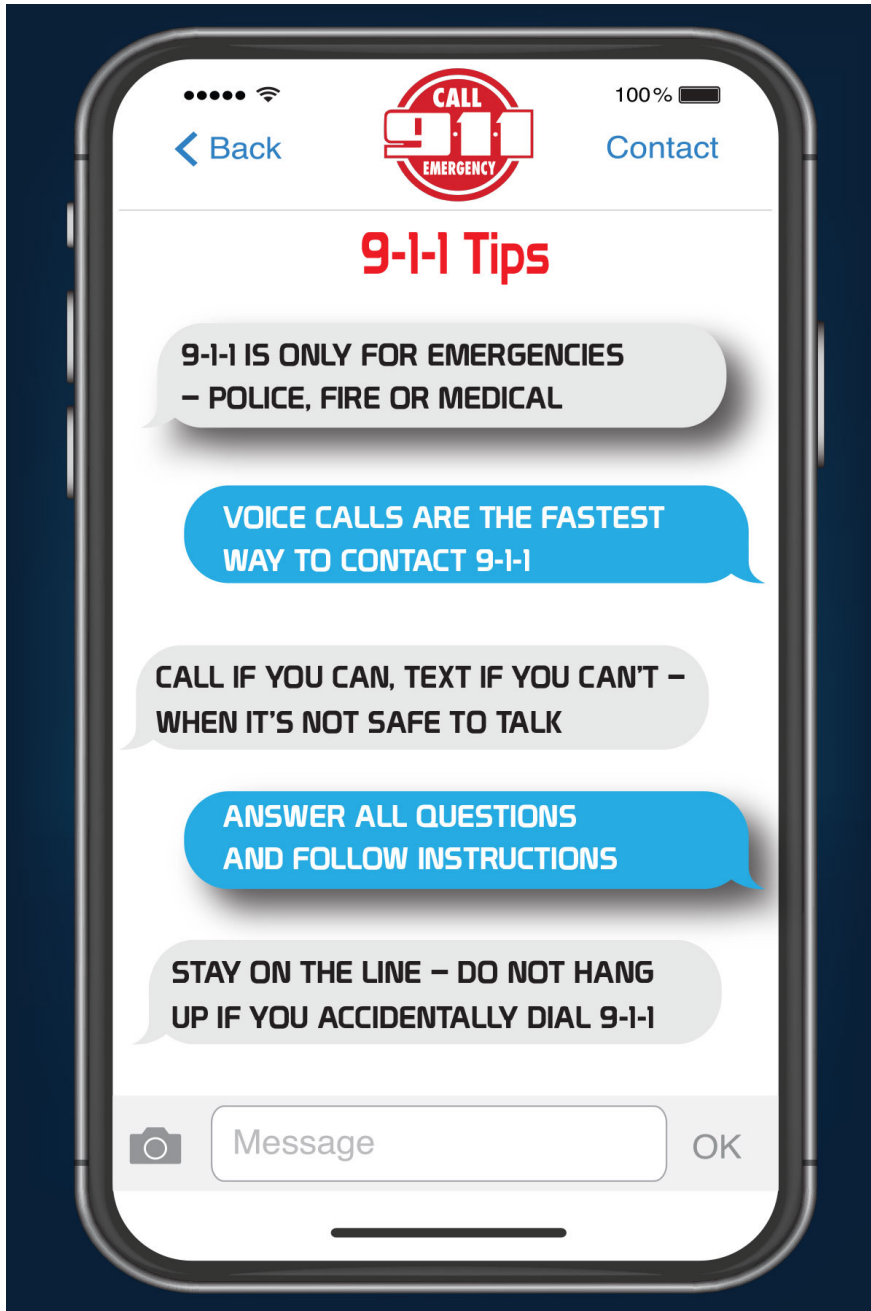 100%
CALL
9·1·1
EMERGENCY
Back
Contact
9-1-1 Tips
9-1-1 IS ONLY FOR EMERGENCIES
– POLICE, FIRE OR MEDICAL
VOICE CALLS ARE THE FASTEST
WAY TO CONTACT 9-1-1
CALL IF YOU CAN, TEXT IF YOU CAN'T –
WHEN IT'S NOT SAFE TO TALK
ANSWER ALL QUESTIONS
AND FOLLOW INSTRUCTIONS
STAY ON THE LINE – DO NOT HANG
UP IF YOU ACCIDENTALLY DIAL 9-1-1
Message
OK